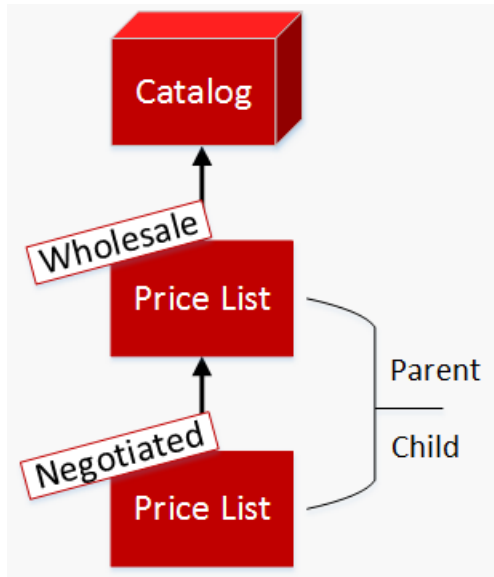 Catalog
Wholesale
Price List
Parent
Child
Negotiated
Price List